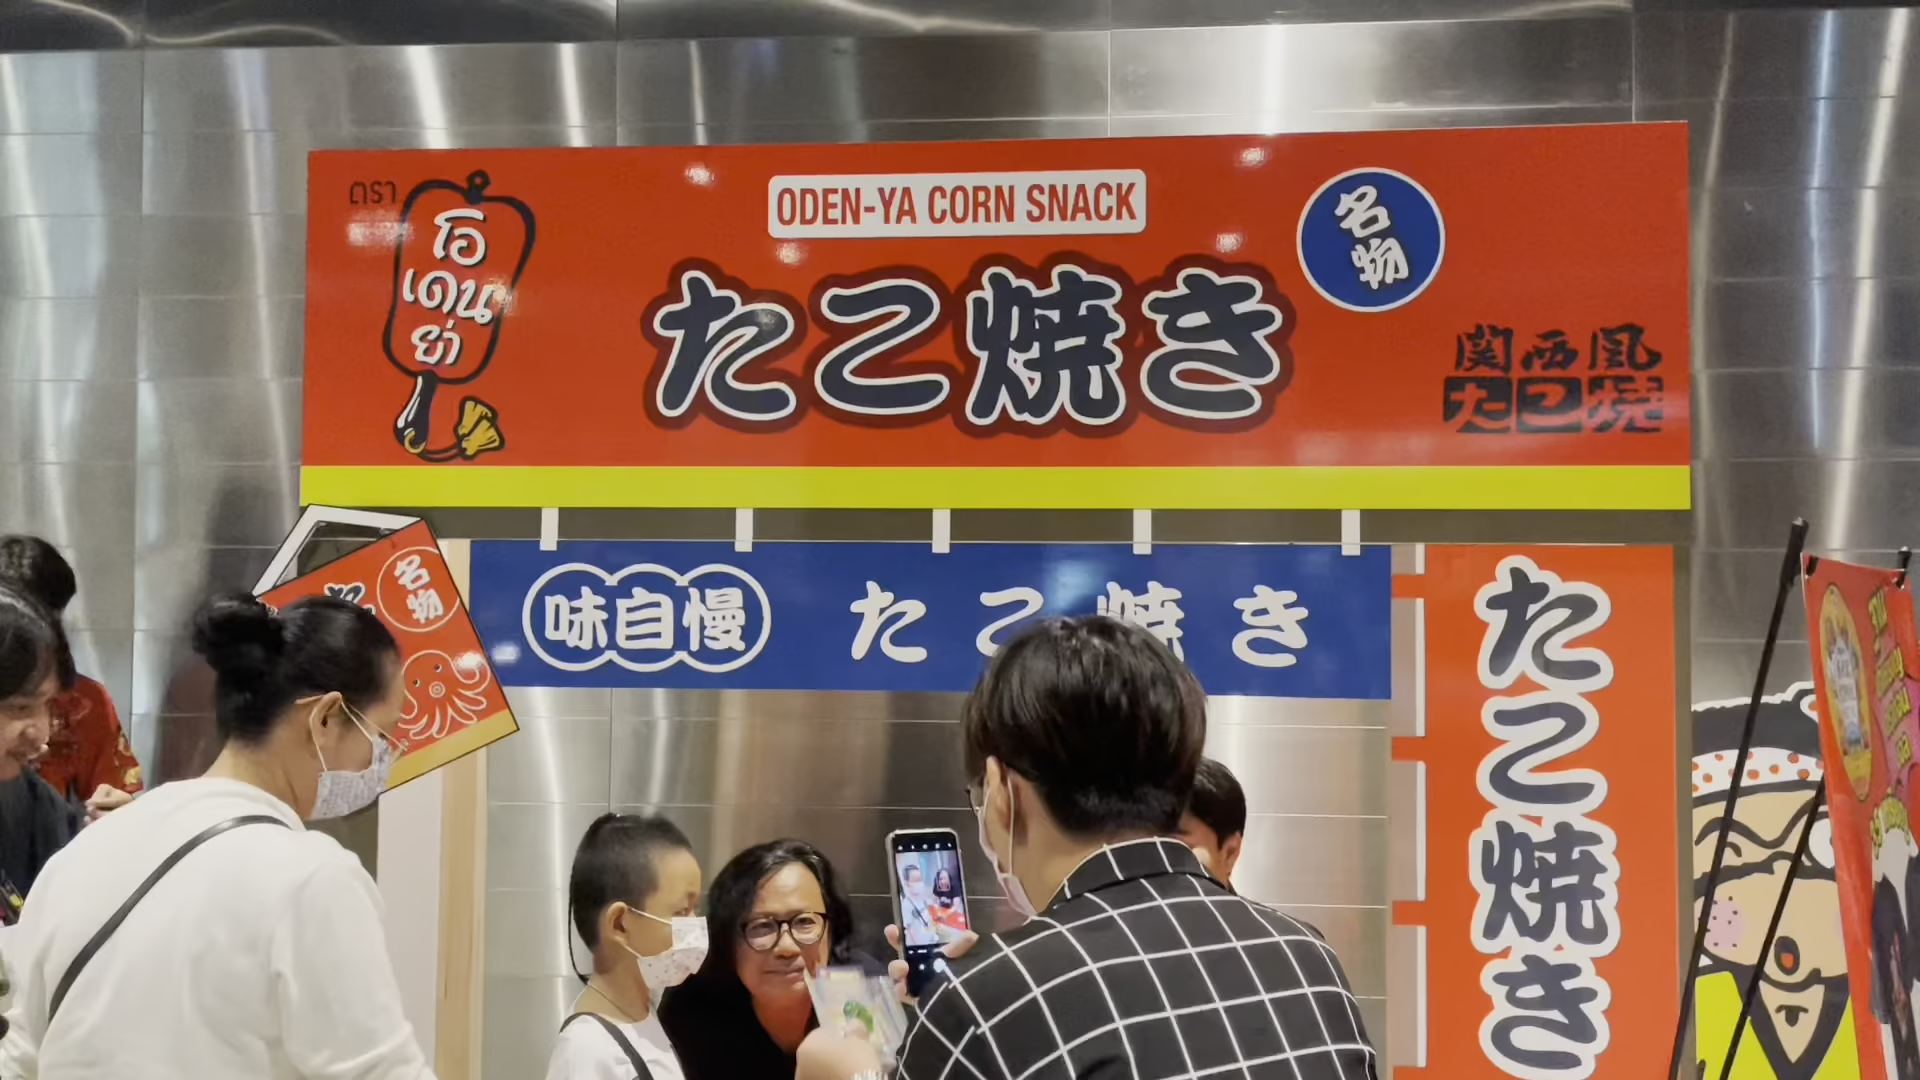 ตรา
โอ
เดน
ย่า
ODEN-YA CORN SNACK
たこ焼き
名物
関西風
たこ焼
名物
味自慢
たこ焼き
たこ焼き